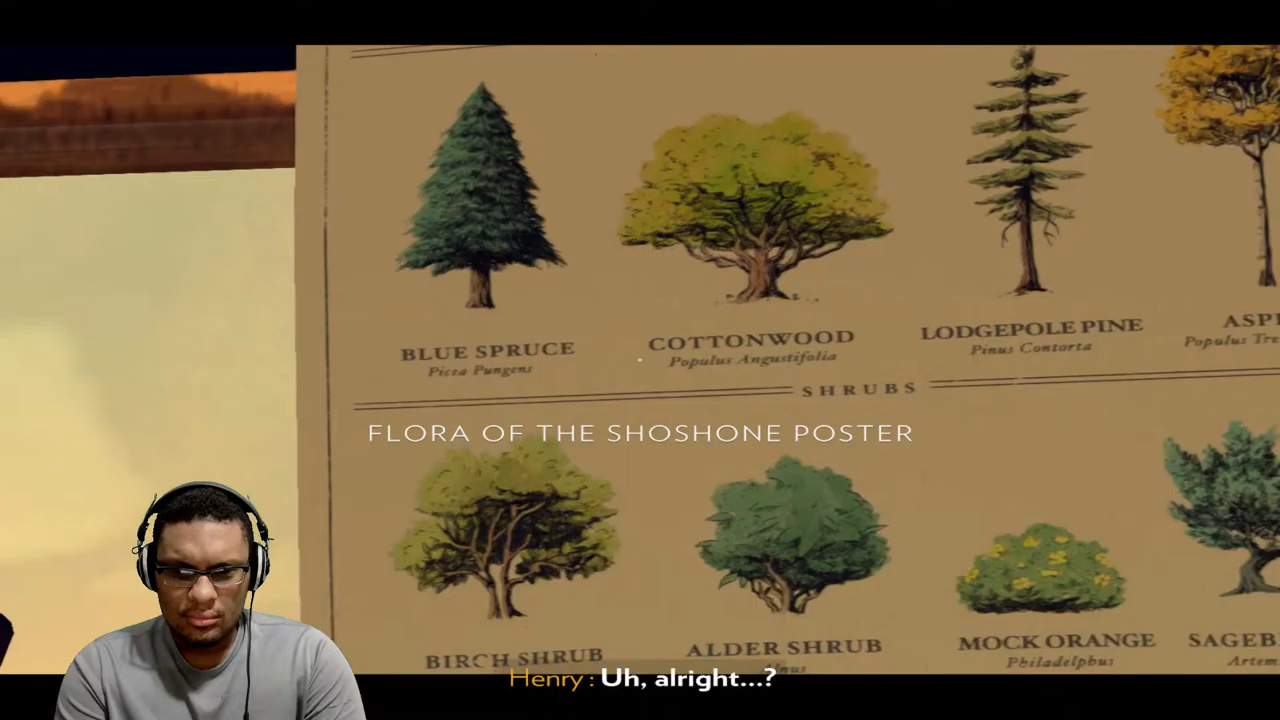 BLUE SPRUCE
Picea Pungens
COTTONWOOD
Populus Angustifolia
LODGEPOLE PINE
Pinus Contorta
SHRUBS
FLORA OF THE SHOSHONE POSTER
BIRCH SHRUB
ALDER SHRUB
MOCK ORANGE
Philadelphus
Henry : Uh, alright...?